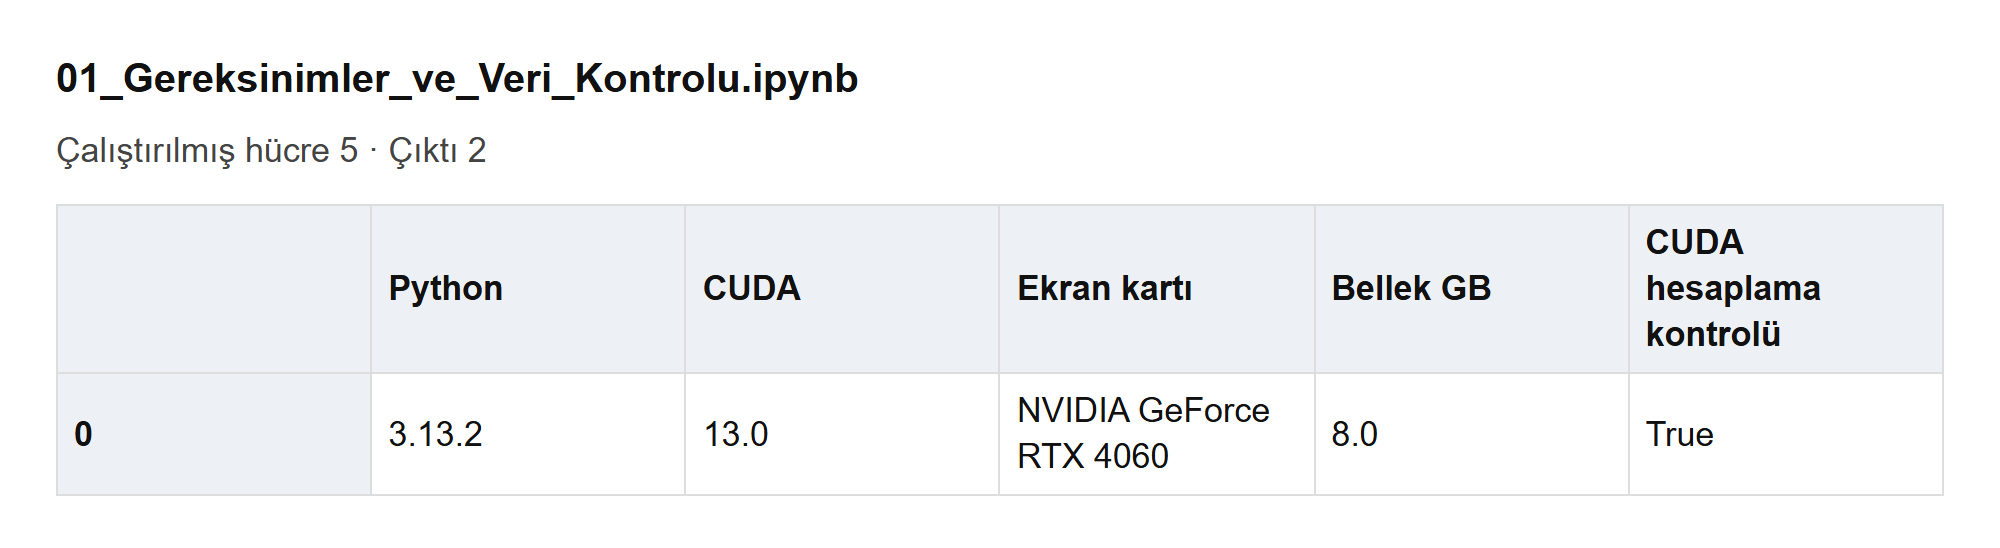 01_Gereksinimler_ve_Veri_Kontrolu.ipynb
Çalıştırılmış hücre 5 · Çıktı 2
Python CUDA Ekran kartı Bellek GB CUDA hesaplama kontrolü
0 3.13.2 13.0 NVIDIA GeForce RTX 4060 8.0 True